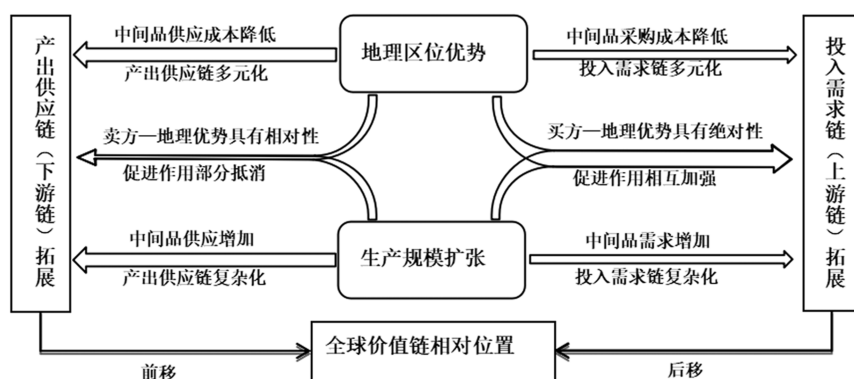 产出供应链（下游链）拓展
中间品供应成本降低
产出供应链多元化
地理区位优势
中间品采购成本降低
投入需求链多元化
投入需求链（上游链）拓展
卖方—地理优势具有相对性
促进作用部分抵消
买方—地理优势具有绝对性
促进作用相互加强
中间品供应增加
产出供应链复杂化
生产规模扩张
中间品需求增加
投入需求链复杂化
全球价值链相对位置
前移
后移